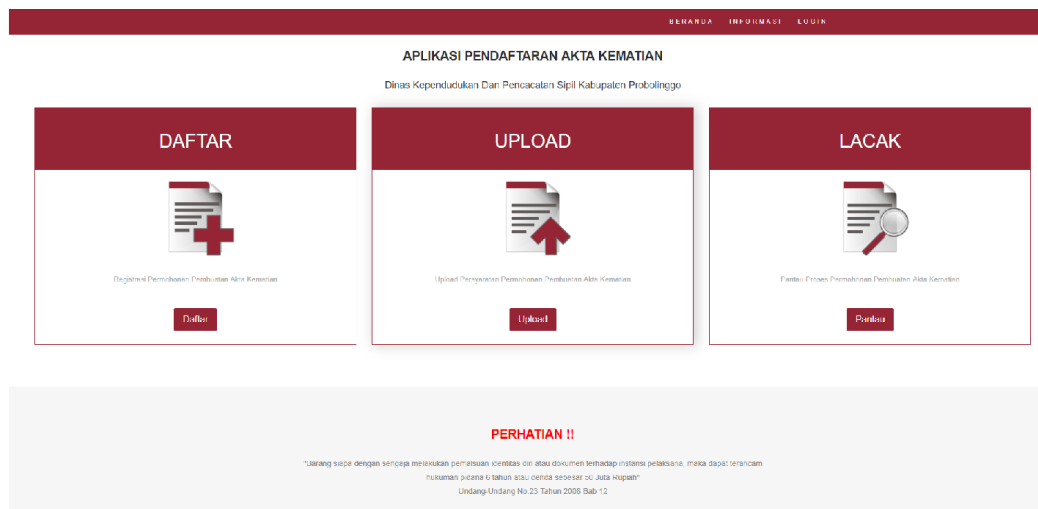 BERANDA INFORMASI LOGIN
APLIKASI PENDAFTARAN AKTA KEMATIAN
Dinas Kependudukan Dan Pencacatan Sipil Kabupaten Probolinggo
DAFTAR
Registrasi Permohonan Pembuatan Akta Kematian
Daftar
UPLOAD
Upload Persyaratan Permohonan Pembuatan Akta Kematian
Upload
LACAK
Pantau Proses Permohonan Pembuatan Akta Kematian
Pantau
PERHATIAN !!
"Barang siapa dengan sengaja melakukan pemalsuan identitas diri atau dokumen terhadap instansi pelaksana, maka dapat terancam
hukuman pidana 6 tahun atau denda sebesar 50 Juta Rupiah"
Undang-Undang No.23 Tahun 2006 Bab 12